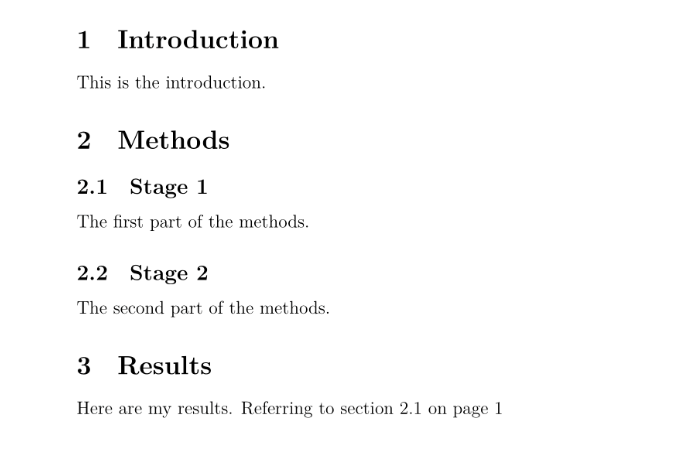 1 Introduction
This is the introduction.
2 Methods
2.1 Stage 1
The first part of the methods.
2.2 Stage 2
The second part of the methods.
3 Results
Here are my results. Referring to section 2.1 on page 1